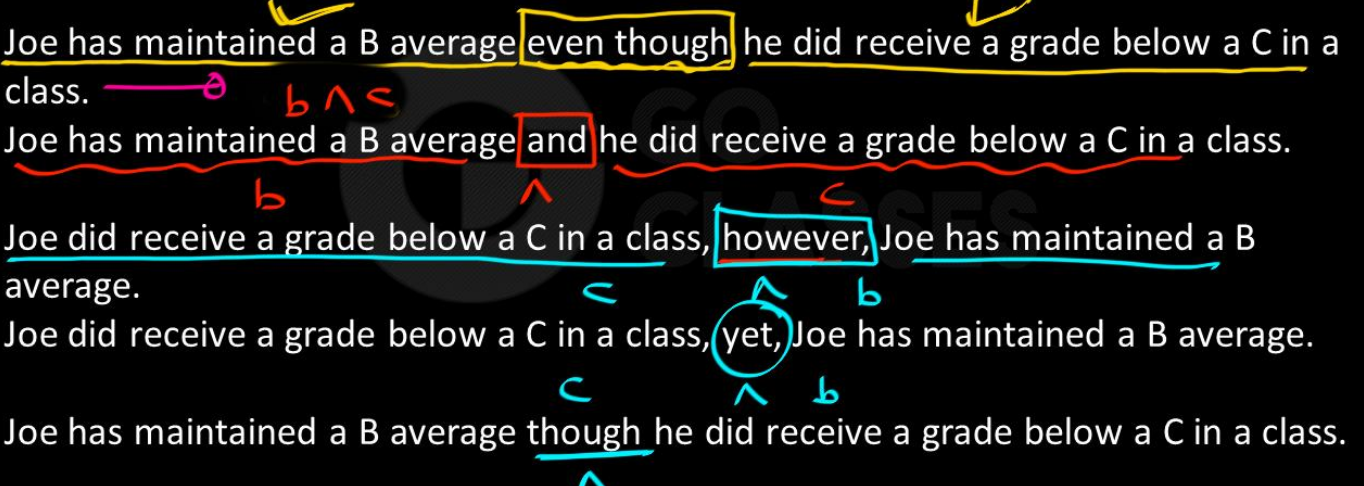 Joe has maintained a B average even though he did receive a grade below a C in a
class.
b ∧ c
Joe has maintained a B average and he did receive a grade below a C in a class.
b ∧ c
Joe did receive a grade below a C in a class, however, Joe has maintained a B
average.
c ∧ b
Joe did receive a grade below a C in a class, yet, Joe has maintained a B average.
c ∧ b
Joe has maintained a B average though he did receive a grade below a C in a class.
∧
GO
CLASSES